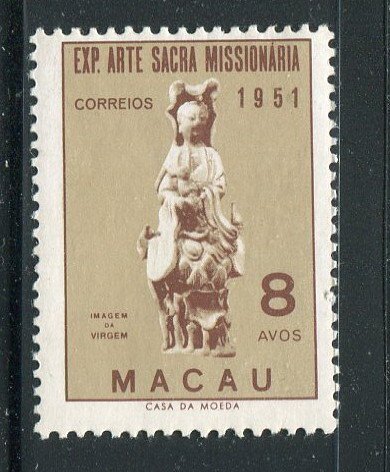 EXP. ARTE SACRA MISSIONÁRIA
CORREIOS 1951
IMAGEM
DA
VIRGEM
8
AVOS
MACAU
CASA DA MOEDA